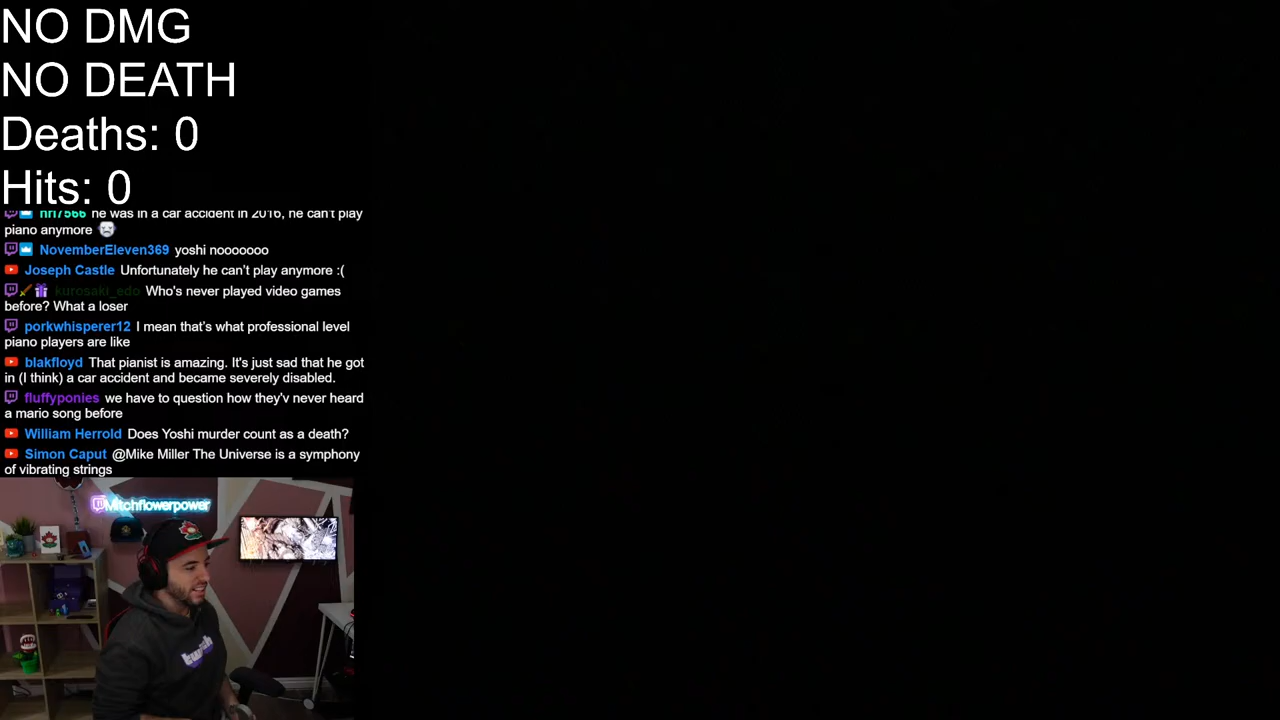 NO DMG
NO DEATH
Deaths: 0
Hits: 0
nrl7566 he was in a car accident in 2016, he can't play
piano anymore
NovemberEleven369 yoshi nooooooo
Joseph Castle Unfortunately he can't play anymore :(
kurosaki_edo Who's never played video games
before? What a loser
porkwhisperer12 I mean that's what professional level
piano players are like
blakfloyd That pianist is amazing. It's just sad that he got
in (I think) a car accident and became severely disabled.
fluffyponies we have to question how they'v never heard
a mario song before
William Herrold Does Yoshi murder count as a death?
Simon Caput @Mike Miller The Universe is a symphony
of vibrating strings
Mitchflowerpower
twitch